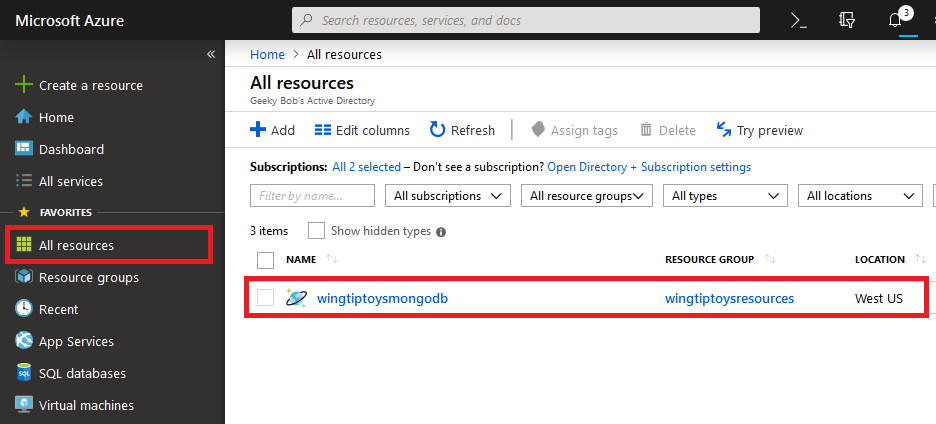 Microsoft Azure
Search resources, services, and docs
3
«
Create a resource
Home
Dashboard
All services
FAVORITES
All resources
Resource groups
Recent
App Services
SQL databases
Virtual machines
Home > All resources
All resources
Geeky Bob's Active Directory
Add Edit columns Refresh Assign tags Delete Try preview
Subscriptions: All 2 selected – Don't see a subscription? Open Directory + Subscription settings
Filter by name... All subscriptions All resource groups All types All locations
3 items Show hidden types
NAME RESOURCE GROUP LOCATION
wingtiptoysmongodb wingtiptoysresources West US